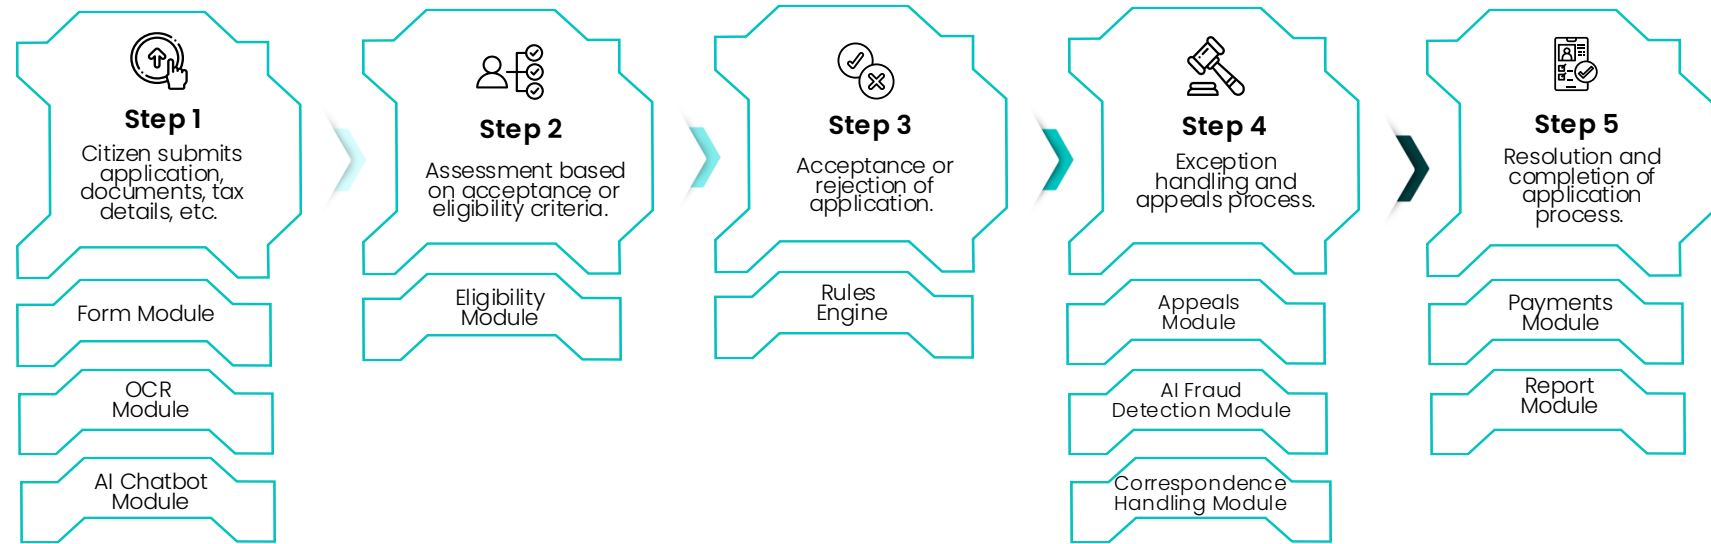 Step 1
Citizen submits
application,
documents, tax
details, etc.
Form Module
OCR
Module
AI Chatbot
Module
Step 2
Assessment based
on acceptance or
eligibility criteria.
Eligibility
Module
Step 3
Acceptance or
rejection of
application.
Rules
Engine
Step 4
Exception
handling and
appeals process.
Appeals
Module
AI Fraud
Detection Module
Correspondence
Handling Module
Step 5
Resolution and
completion of
application
process.
Payments
Module
Report
Module